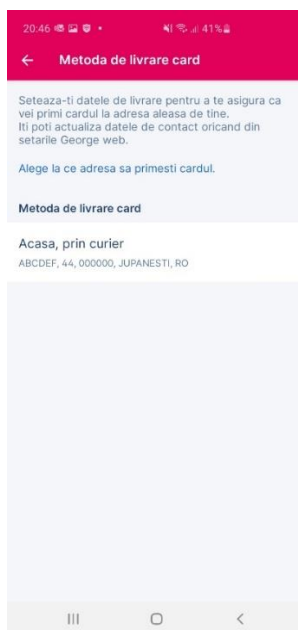 20:46 41%
Metoda de livrare card
Seteaza-ti datele de livrare pentru a te asigura ca
vei primi cardul la adresa aleasa de tine.
Iti poti actualiza datele de contact oricand din
setarile George web.
Alege la ce adresa sa primesti cardul.
Metoda de livrare card
Acasa, prin curier
ABCDEF, 44, 000000, JUPANESTI, RO